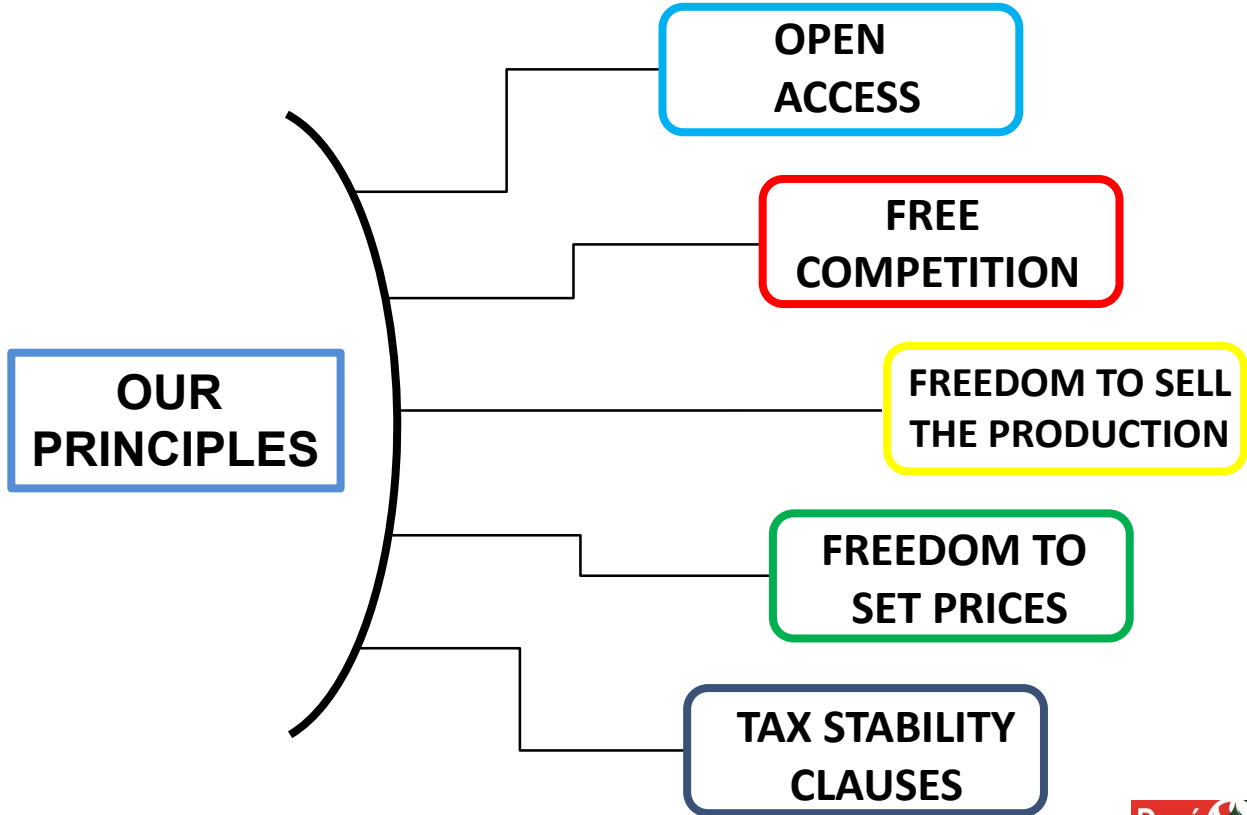 OPEN
ACCESS
FREE
COMPETITION
OUR
PRINCIPLES
FREEDOM TO SELL
THE PRODUCTION
FREEDOM TO
SET PRICES
TAX STABILITY
CLAUSES